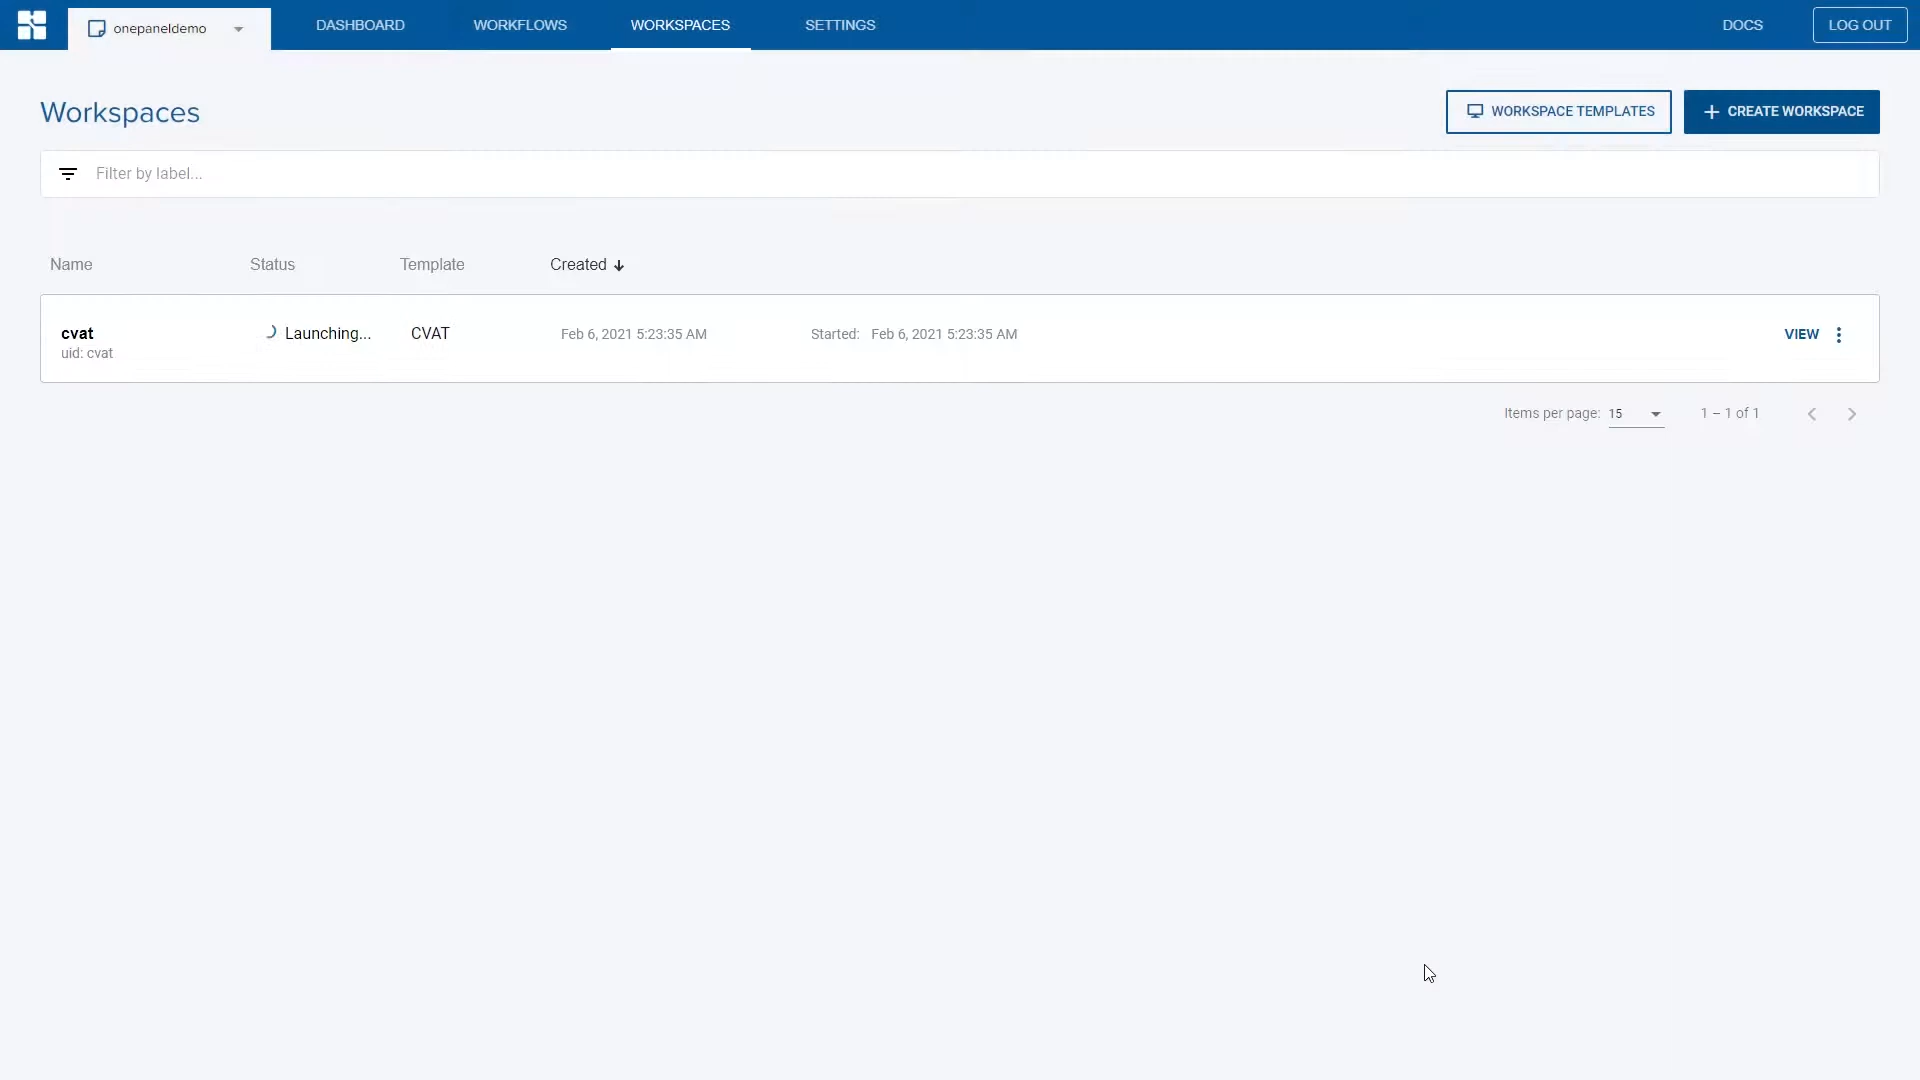 onepaneldemo DASHBOARD WORKFLOWS WORKSPACES SETTINGS DOCS LOG OUT
Workspaces WORKSPACE TEMPLATES CREATE WORKSPACE
Filter by label...
Name Status Template Created
cvat Launching... CVAT Feb 6, 2021 5:23:35 AM Started: Feb 6, 2021 5:23:35 AM VIEW
uid: cvat
Items per page: 15 1 – 1 of 1